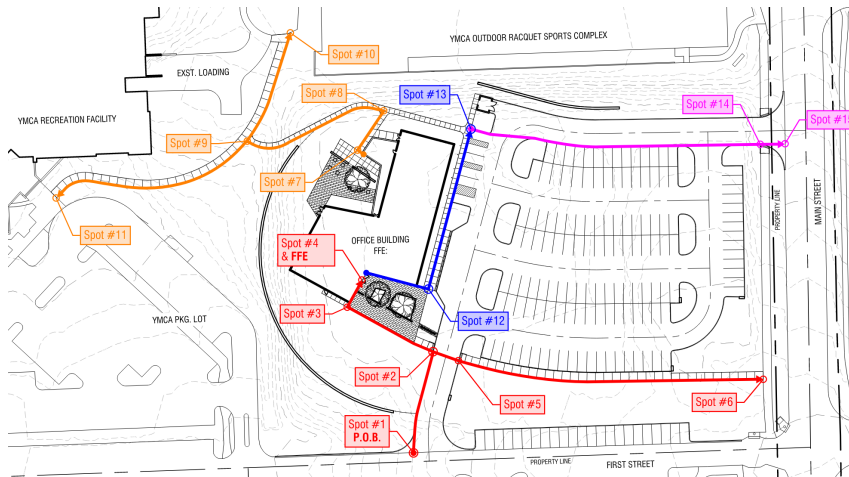 YMCA OUTDOOR RACQUET SPORTS COMPLEX
Spot #10
EXST. LOADING
Spot #8
Spot #13
Spot #14
Spot #15
YMCA RECREATION FACILITY
Spot #9
Spot #7
PROPERTY LINE
MAIN STREET
Spot #11
Spot #4
& FFE
OFFICE BUILDING
FFE:
Spot #3
YMCA PKG. LOT
Spot #12
Spot #2
Spot #5
Spot #6
Spot #1
P.O.B.
PROPERTY LINE
FIRST STREET